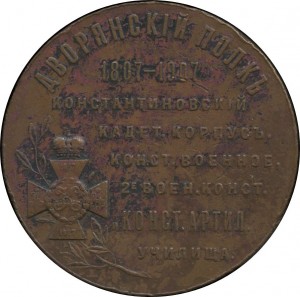 ДВОРЯНСКІЙ ПОЛКЪ
1807–1907
КОНСТАНТИНОВСКІЙ
КАДЕТ. КОРПУСЪ.
КОНСТ. ВОЕННОЕ.
2Е ВОЕН. КОНСТ.
КОНСТ. АРТИЛ.
УЧИЛИЩА.